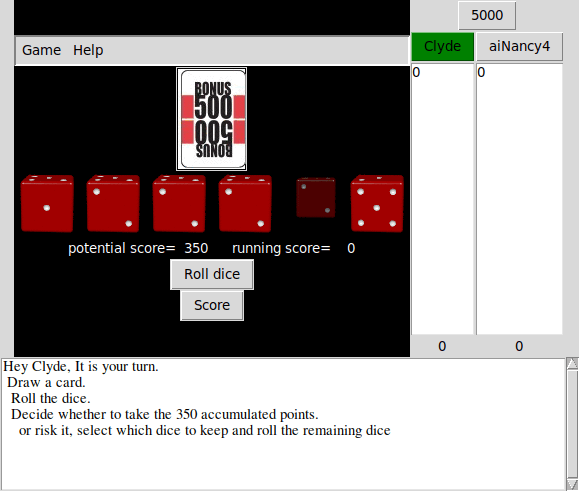 5000
Game Help
Clyde aiNancy4
0 0
BONUS
500
500
BONUS
potential score= 350 running score= 0
Roll dice
Score
0 0
Hey Clyde, It is your turn.
Draw a card.
Roll the dice.
Decide whether to take the 350 accumulated points.
or risk it, select which dice to keep and roll the remaining dice